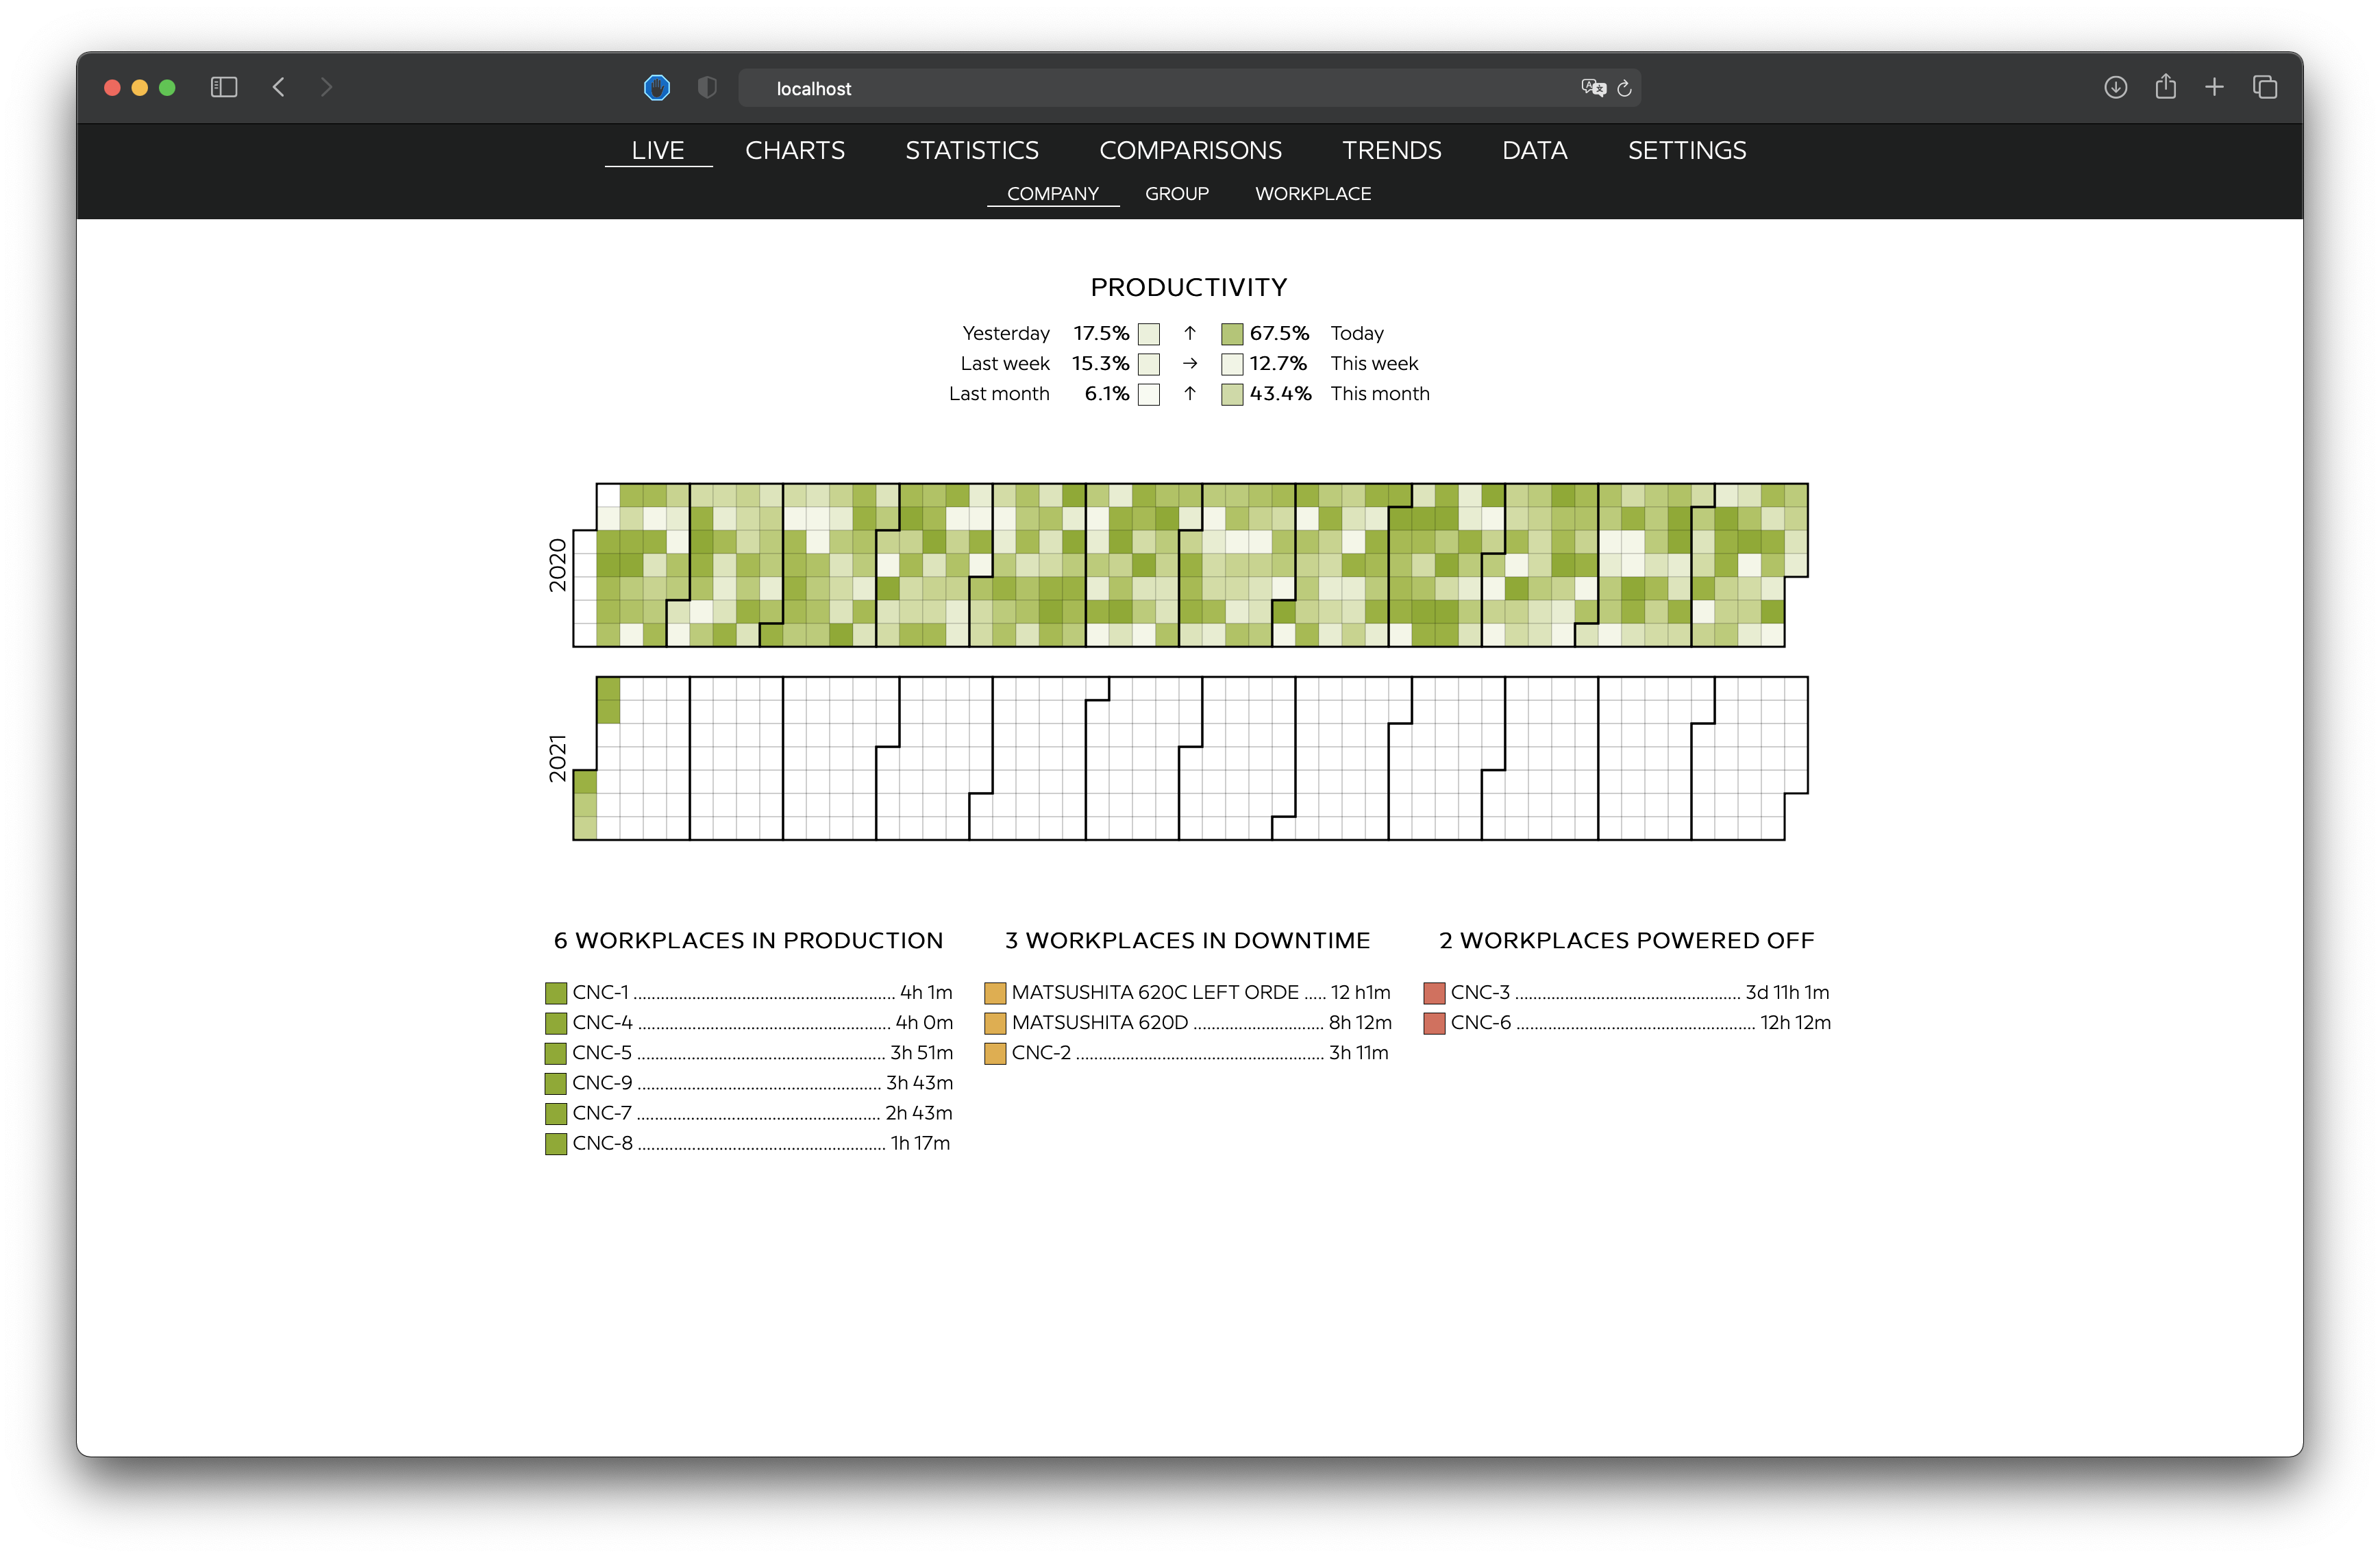 localhost
LIVE CHARTS STATISTICS COMPARISONS TRENDS DATA SETTINGS
COMPANY GROUP WORKPLACE
PRODUCTIVITY
Yesterday 17.5% ↑ 67.5% Today
Last week 15.3% → 12.7% This week
Last month 6.1% ↑ 43.4% This month
2020
2021
6 WORKPLACES IN PRODUCTION
CNC-1 .......................................................... 4h 1m
CNC-4 ........................................................ 4h 0m
CNC-5 ....................................................... 3h 51m
CNC-9 ...................................................... 3h 43m
CNC-7 ...................................................... 2h 43m
CNC-8 ....................................................... 1h 17m
3 WORKPLACES IN DOWNTIME
MATSUSHITA 620C LEFT ORDE ..... 12 h1m
MATSUSHITA 620D ............................. 8h 12m
CNC-2 ....................................................... 3h 11m
2 WORKPLACES POWERED OFF
CNC-3 .................................................. 3d 11h 1m
CNC-6 ..................................................... 12h 12m